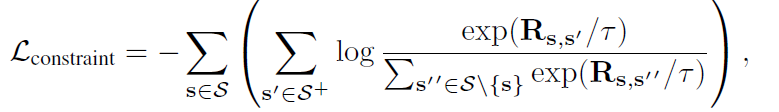 $\mathcal{L}_{\text{constraint}} = -\sum_{\mathbf{s} \in \mathcal{S}} \left( \sum_{\mathbf{s}' \in \mathcal{S}^+} \log \frac{\exp(\mathbf{R}_{\mathbf{s},\mathbf{s}'}/\tau)}{\sum_{\mathbf{s}'' \in \mathcal{S} \backslash \{\mathbf{s}\}} \exp(\mathbf{R}_{\mathbf{s},\mathbf{s}''}/\tau)} \right),$